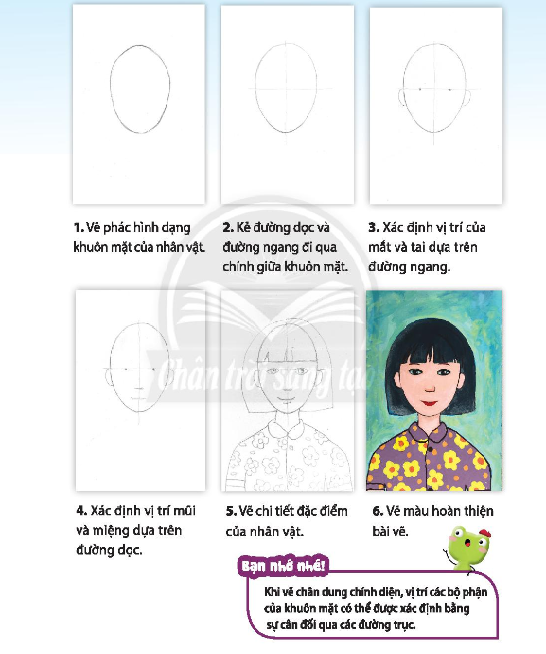 1. Vẽ phác hình dạng
khuôn mặt của nhân vật.
2. Kẻ đường dọc và
đường ngang đi qua
chính giữa khuôn mặt.
3. Xác định vị trí của
mắt và tai dựa trên
đường ngang.
Chân trời sáng tạo
4. Xác định vị trí mũi
và miệng dựa trên
đường dọc.
5. Vẽ chi tiết đặc điểm
của nhân vật.
6. Vẽ màu hoàn thiện
bài vẽ.
Bạn nhớ nhé!
Khi vẽ chân dung chính diện, vị trí các bộ phận
của khuôn mặt có thể được xác định bằng
sự cân đối qua các đường trục.